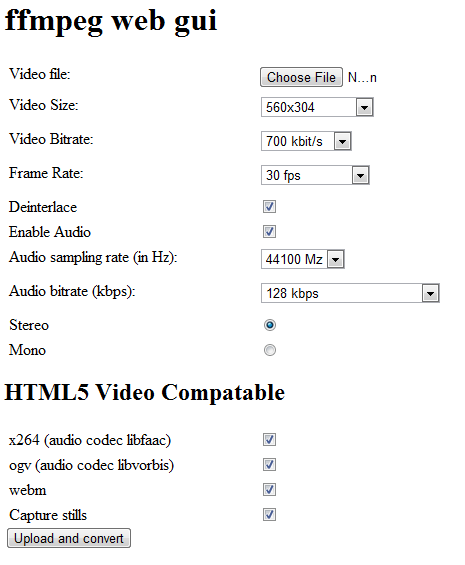 ffmpeg web gui
Video file: Choose File N...n
Video Size: 560x304
Video Bitrate: 700 kbit/s
Frame Rate: 30 fps
Deinterlace
Enable Audio
Audio sampling rate (in Hz): 44100 Mz
Audio bitrate (kbps): 128 kbps
Stereo
Mono
HTML5 Video Compatable
x264 (audio codec libfaac)
ogv (audio codec libvorbis)
webm
Capture stills
Upload and convert